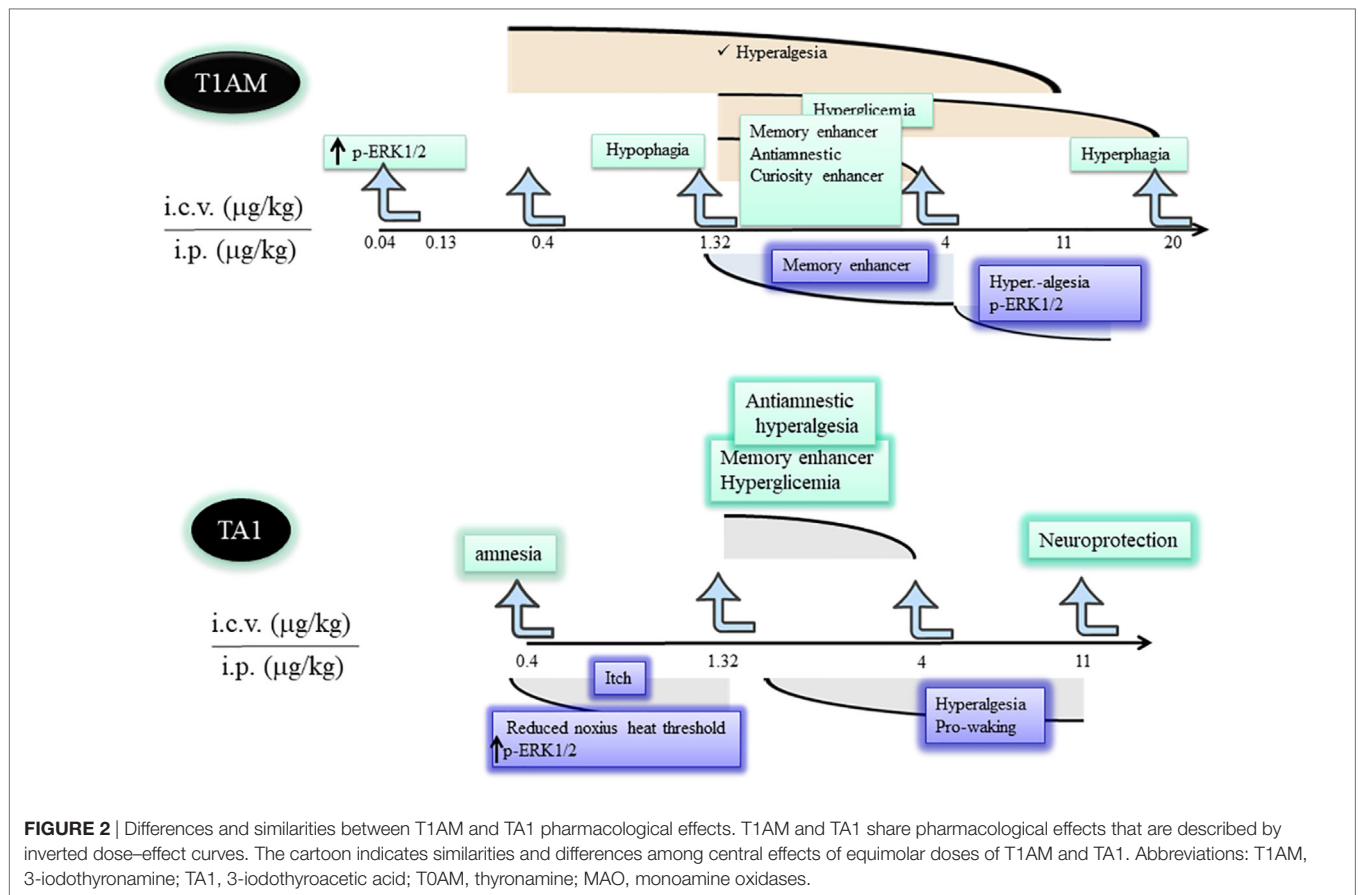 ✓ Hyperalgesia
T1AM
Hyperglicemia
Memory enhancer
Antiamnestic
Curiosity enhancer
↑ p-ERK1/2
Hypophagia
Hyperphagia
i.c.v. (µg/kg)
i.p. (µg/kg)
0.04 0.13 0.4 1.32 4 11 20
Memory enhancer
Hyper.-algesia
p-ERK1/2
Antiamnestic
hyperalgesia
Memory enhancer
Hyperglicemia
TA1
amnesia
Neuroprotection
i.c.v. (µg/kg)
i.p. (µg/kg)
0.4 1.32 4 11
Itch
Reduced noxius heat threshold
↑p-ERK1/2
Hyperalgesia
Pro-waking
FIGURE 2 | Differences and similarities between T1AM and TA1 pharmacological effects. T1AM and TA1 share pharmacological effects that are described by
inverted dose–effect curves. The cartoon indicates similarities and differences among central effects of equimolar doses of T1AM and TA1. Abbreviations: T1AM,
3-iodothyronamine; TA1, 3-iodothyroacetic acid; T0AM, thyronamine; MAO, monoamine oxidases.